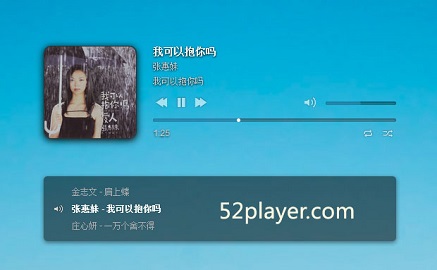 我可以抱你吗
张惠妹
我可以抱你吗
我可以
抱你吗
爱人
1:25
金志文 - 眉上蝶
张惠妹 - 我可以抱你吗
庄心妍 - 一万个舍不得
52player.com